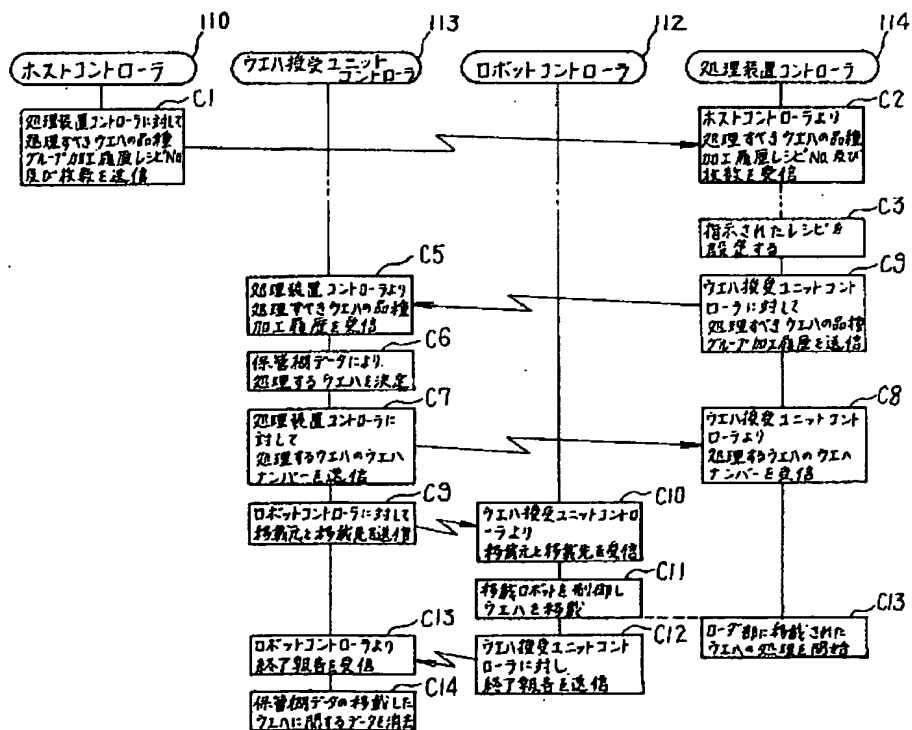 110
113
112
114
ホストコントローラ
ウエハ授受ユニット
コントローラ
ロボットコントローラ
処理装置コントローラ
C1
処理装置コントローラに対して
処理すべきウエハの品種
グループ加工履歴レシピNo
及び枚数を送信
C2
ホストコントローラより
処理すべきウエハの品種
加工履歴レシピNo及び
枚数を受信
C3
指示されたレシピを
設定する
C5
処理装置コントローラより
処理すべきウエハの品種
加工履歴を受信
C9
ウエハ授受ユニットコント
ローラに対して
処理すべきウエハの品種
グループ加工履歴を送信
C6
保管棚データにより
処理するウエハを決定
C7
処理装置コントローラに
対して
処理するウエハのウエハ
ナンバーを送信
C8
ウエハ授受ユニットコント
ローラより
処理するウエハのウエハ
ナンバーを受信
C9
ロボットコントローラに対して
移載元と移載先を送信
C10
ウエハ授受ユニットコントロ
ーラより
移載元と移載先を受信
C11
移載ロボットを制御し
ウエハを移載
C13
ローダ部に移載された
ウエハの処理を開始
C13
ロボットコントローラより
終了報告を受信
C12
ウエハ授受ユニットコント
ローラに対し
終了報告を送信
C14
保管棚データの移載した
ウエハに関するデータを消去